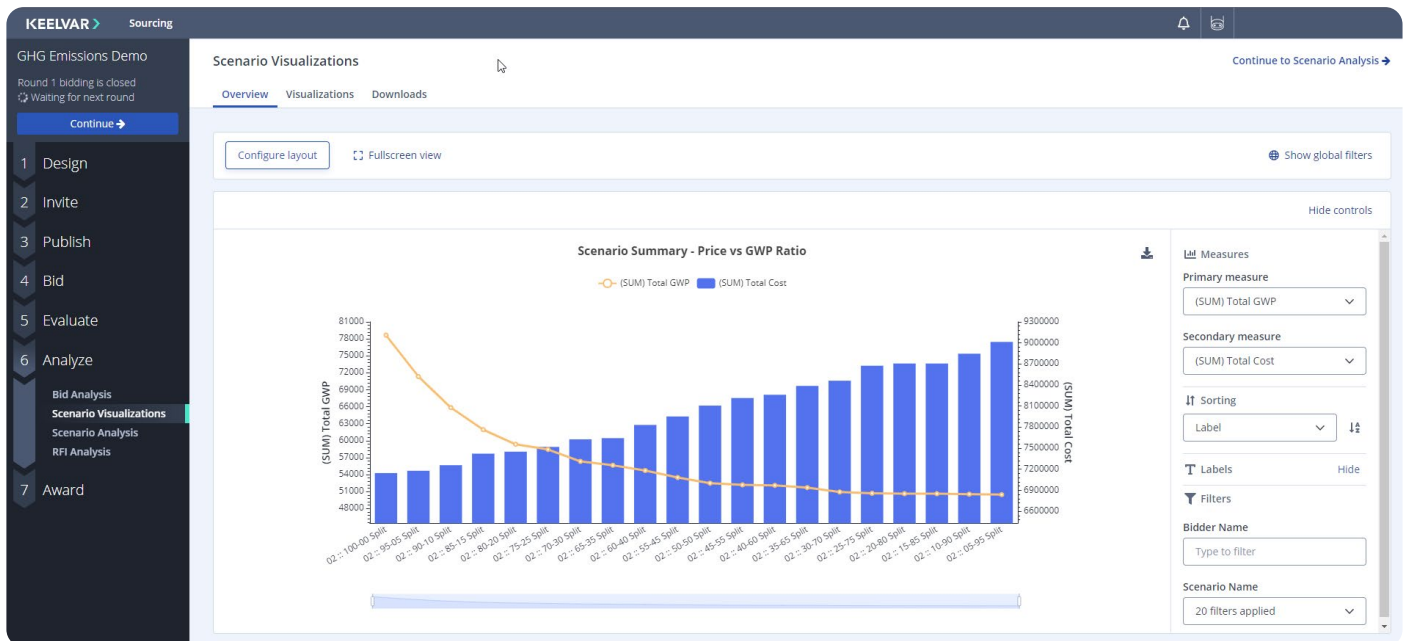 KEELVAR Sourcing
GHG Emissions Demo
Round 1 bidding is closed
Waiting for next round
Continue
1 Design
2 Invite
3 Publish
4 Bid
5 Evaluate
6 Analyze
Bid Analysis
Scenario Visualizations
Scenario Analysis
RFI Analysis
7 Award
Scenario Visualizations
Continue to Scenario Analysis
Overview Visualizations Downloads
Configure layout Fullscreen view Show global filters
Hide controls
Scenario Summary - Price vs GWP Ratio
(SUM) Total GWP (SUM) Total Cost
(SUM) Total GWP
81000
78000
75000
72000
69000
66000
63000
60000
57000
54000
51000
48000
9300000
9000000
8700000
8400000
8100000
7800000
7500000
7200000
6900000
6600000
(SUM) Total Cost
02 :: 100-00 Split
02 :: 95-05 Split
02 :: 90-10 Split
02 :: 85-15 Split
02 :: 80-20 Split
02 :: 75-25 Split
02 :: 70-30 Split
02 :: 65-35 Split
02 :: 60-40 Split
02 :: 55-45 Split
02 :: 50-50 Split
02 :: 45-55 Split
02 :: 40-60 Split
02 :: 35-65 Split
02 :: 30-70 Split
02 :: 25-75 Split
02 :: 20-80 Split
02 :: 15-85 Split
02 :: 10-90 Split
02 :: 05-95 Split
Measures
Primary measure
(SUM) Total GWP
Secondary measure
(SUM) Total Cost
Sorting
Label
Labels Hide
Filters
Bidder Name
Type to filter
Scenario Name
20 filters applied